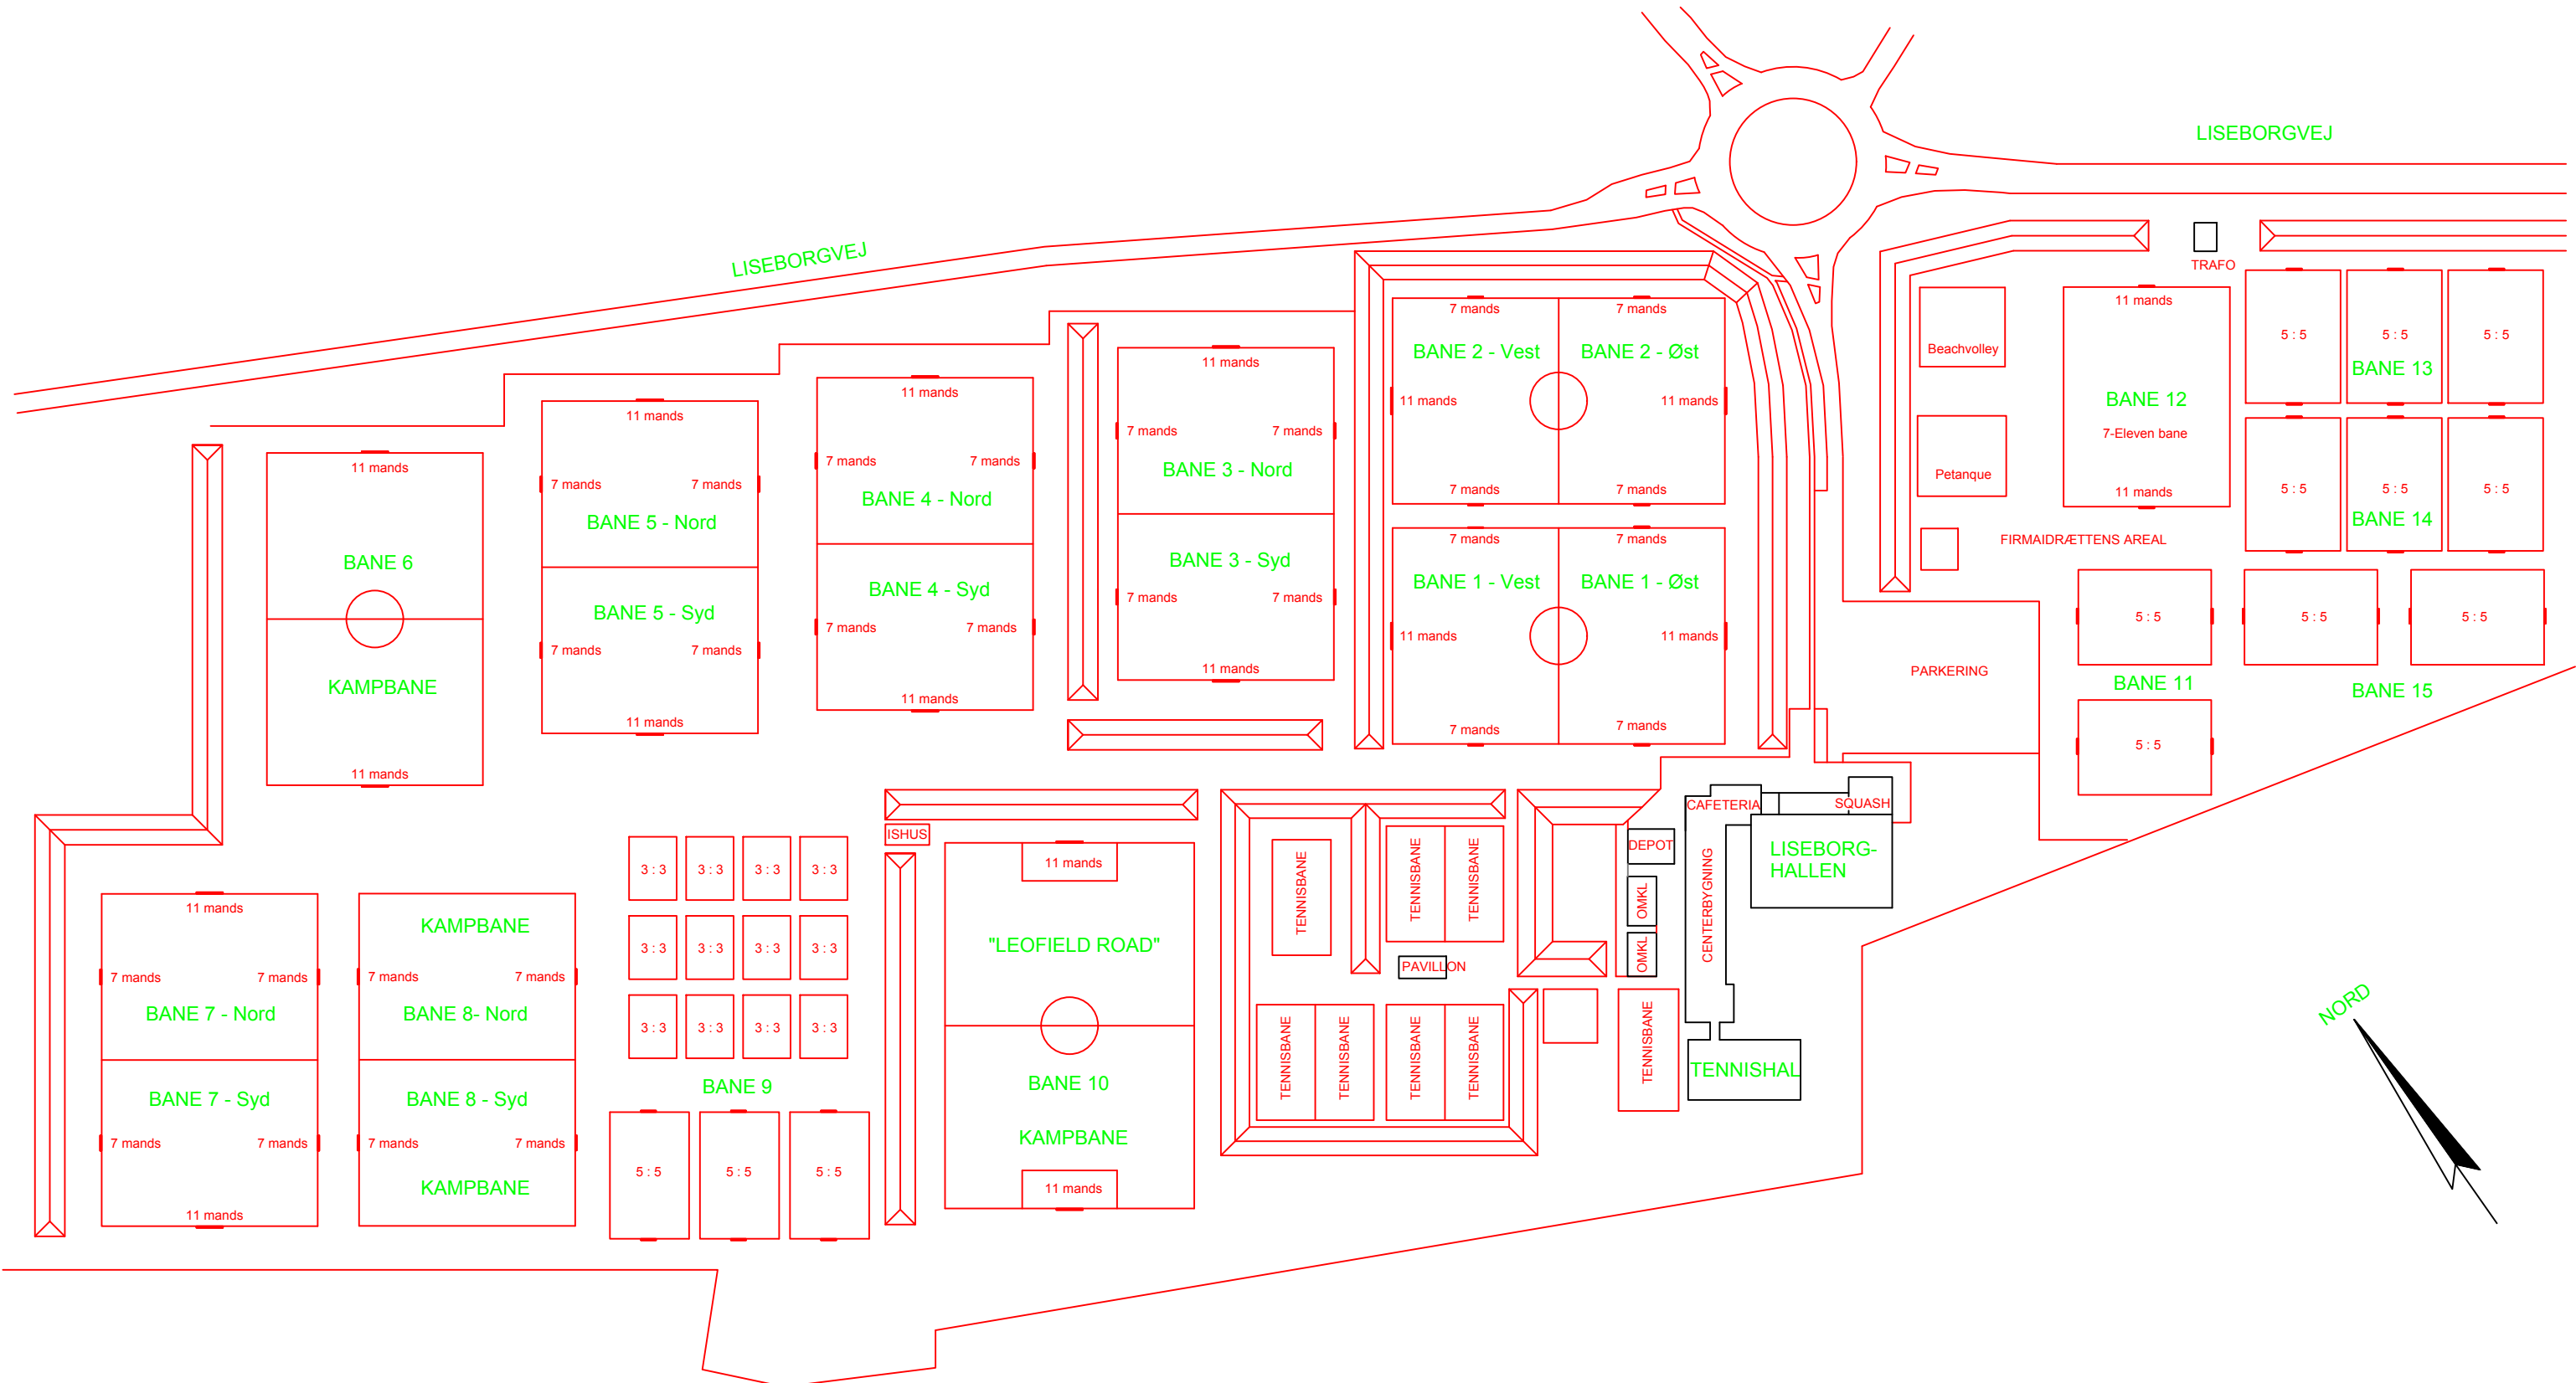 LISEBORGVEJ
LISEBORGVEJ
TRAFO
Beachvolley
Petanque
FIRMAIDRÆTTENS AREAL
PARKERING
11 mands
BANE 12
7-Eleven bane
11 mands
5 : 5
5 : 5
5 : 5
BANE 13
5 : 5
5 : 5
5 : 5
BANE 14
5 : 5
5 : 5
5 : 5
BANE 11
BANE 15
5 : 5
7 mands
7 mands
BANE 2 - Vest
BANE 2 - Øst
11 mands
11 mands
7 mands
7 mands
7 mands
7 mands
BANE 1 - Vest
BANE 1 - Øst
11 mands
11 mands
7 mands
7 mands
11 mands
7 mands
7 mands
BANE 3 - Nord
BANE 3 - Syd
7 mands
7 mands
11 mands
11 mands
7 mands
7 mands
BANE 4 - Nord
BANE 4 - Syd
7 mands
7 mands
11 mands
11 mands
7 mands
7 mands
BANE 5 - Nord
BANE 5 - Syd
7 mands
7 mands
11 mands
11 mands
BANE 6
KAMPBANE
11 mands
11 mands
7 mands
7 mands
BANE 7 - Nord
BANE 7 - Syd
7 mands
7 mands
11 mands
KAMPBANE
7 mands
7 mands
BANE 8- Nord
BANE 8 - Syd
7 mands
7 mands
KAMPBANE
3 : 3
3 : 3
3 : 3
3 : 3
3 : 3
3 : 3
3 : 3
3 : 3
3 : 3
3 : 3
3 : 3
3 : 3
BANE 9
5 : 5
5 : 5
5 : 5
ISHUS
11 mands
"LEOFIELD ROAD"
BANE 10
KAMPBANE
11 mands
TENNISBANE
TENNISBANE
TENNISBANE
PAVILLON
TENNISBANE
TENNISBANE
TENNISBANE
TENNISBANE
TENNISBANE
DEPOT
OMKL
OMKL
CAFETERIA
SQUASH
CENTERBYGNING
LISEBORG-
HALLEN
TENNISHAL
NORD